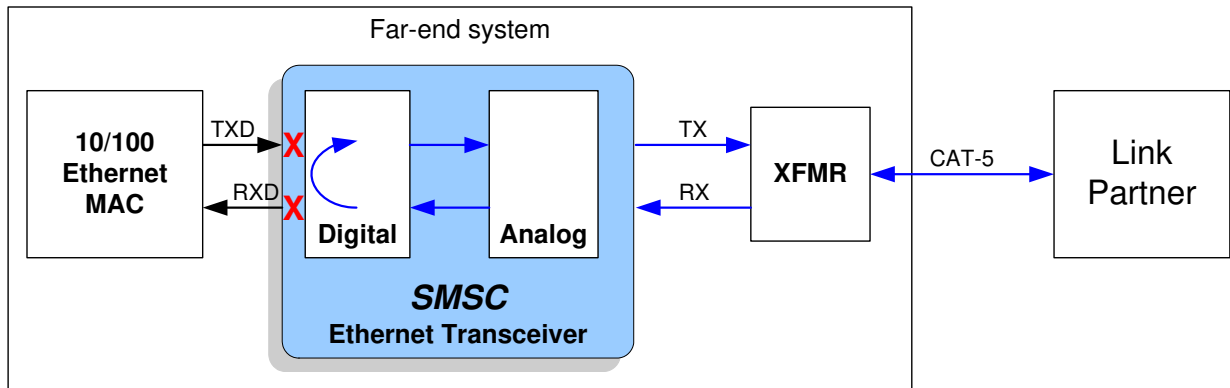 Far-end system
10/100
Ethernet
MAC
TXD
RXD
X
X
Digital
Analog
SMSC
Ethernet Transceiver
TX
RX
XFMR
CAT-5
Link
Partner